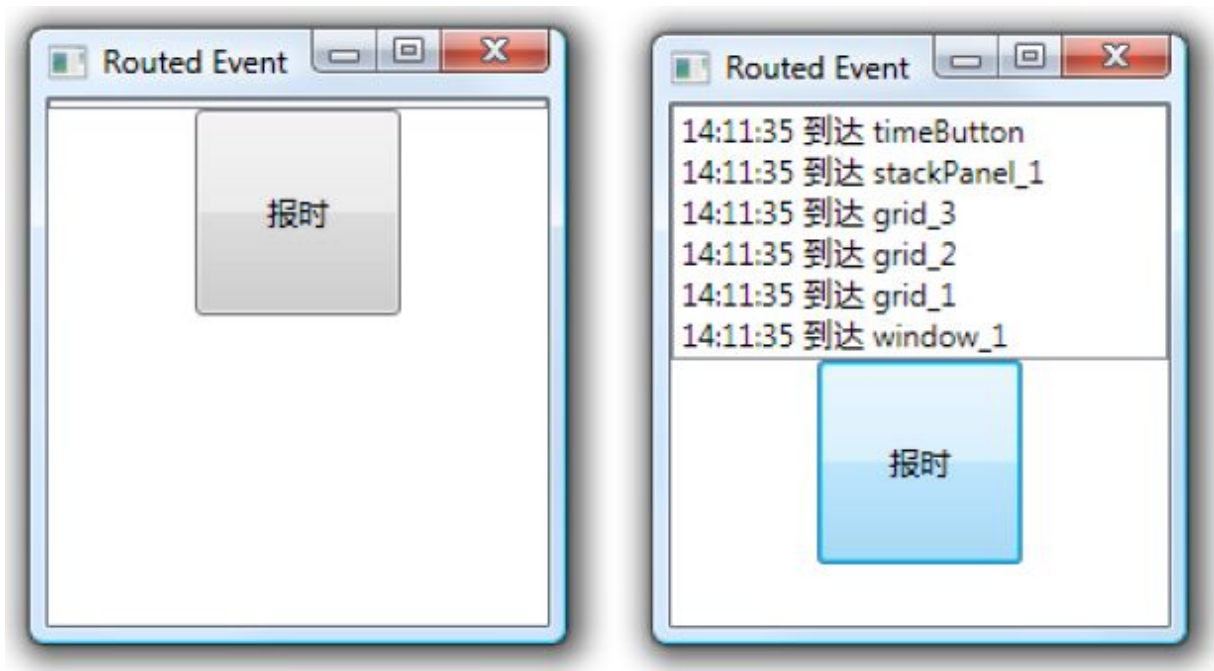 Routed Event
报时
Routed Event
14:11:35 到达 timeButton
14:11:35 到达 stackPanel_1
14:11:35 到达 grid_3
14:11:35 到达 grid_2
14:11:35 到达 grid_1
14:11:35 到达 window_1
报时